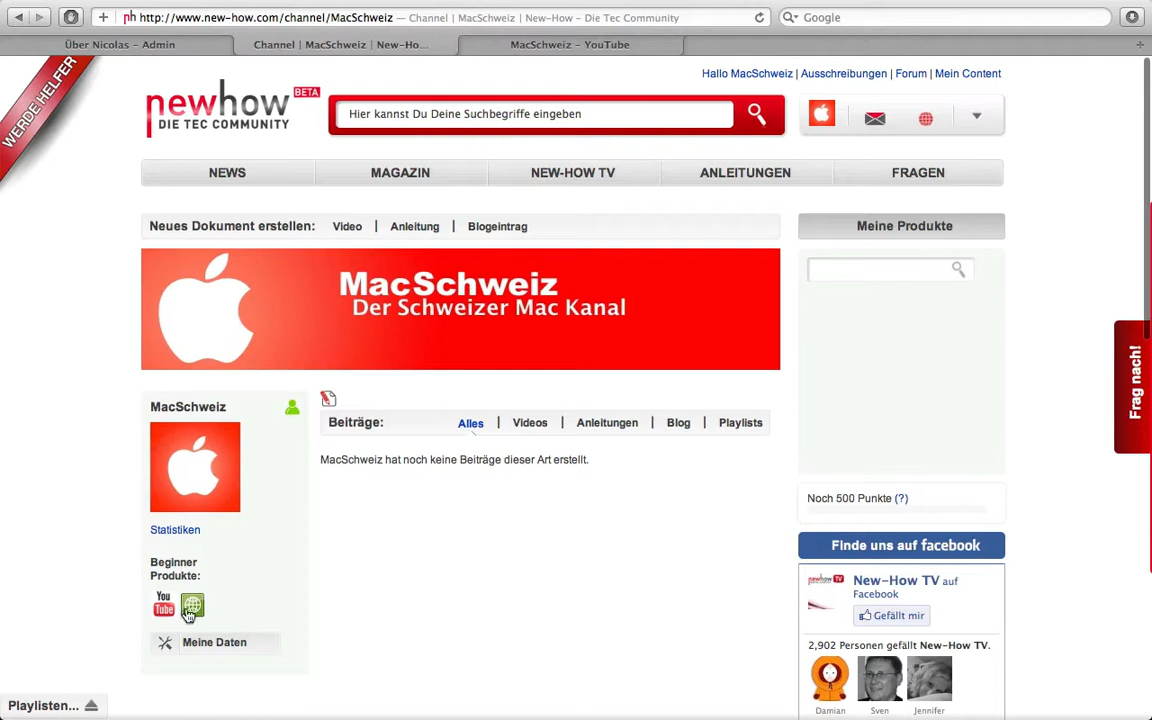 http://www.new-how.com/channel/MacSchweiz — Channel | MacSchweiz | New-How - Die Tec Community
Google
Über Nicolas - Admin
Channel | MacSchweiz | New-Ho...
MacSchweiz - YouTube
WERDE HELFER
Hallo MacSchweiz | Ausschreibungen | Forum | Mein Content
newhow BETA
DIE TEC COMMUNITY
Hier kannst Du Deine Suchbegriffe eingeben
NEWS
MAGAZIN
NEW-HOW TV
ANLEITUNGEN
FRAGEN
Neues Dokument erstellen: Video | Anleitung | Blogeintrag
Meine Produkte
MacSchweiz
Der Schweizer Mac Kanal
Frag nach!
MacSchweiz
Beiträge: Alles | Videos | Anleitungen | Blog | Playlists
MacSchweiz hat noch keine Beiträge dieser Art erstellt.
Noch 500 Punkte (?)
Statistiken
Finde uns auf facebook
Beginner
Produkte:
You
Tube
Meine Daten
newhow TV
New-How TV auf
Facebook
Gefällt mir
2,902 Personen gefällt New-How TV.
Damian
Sven
Jennifer
Playlisten...